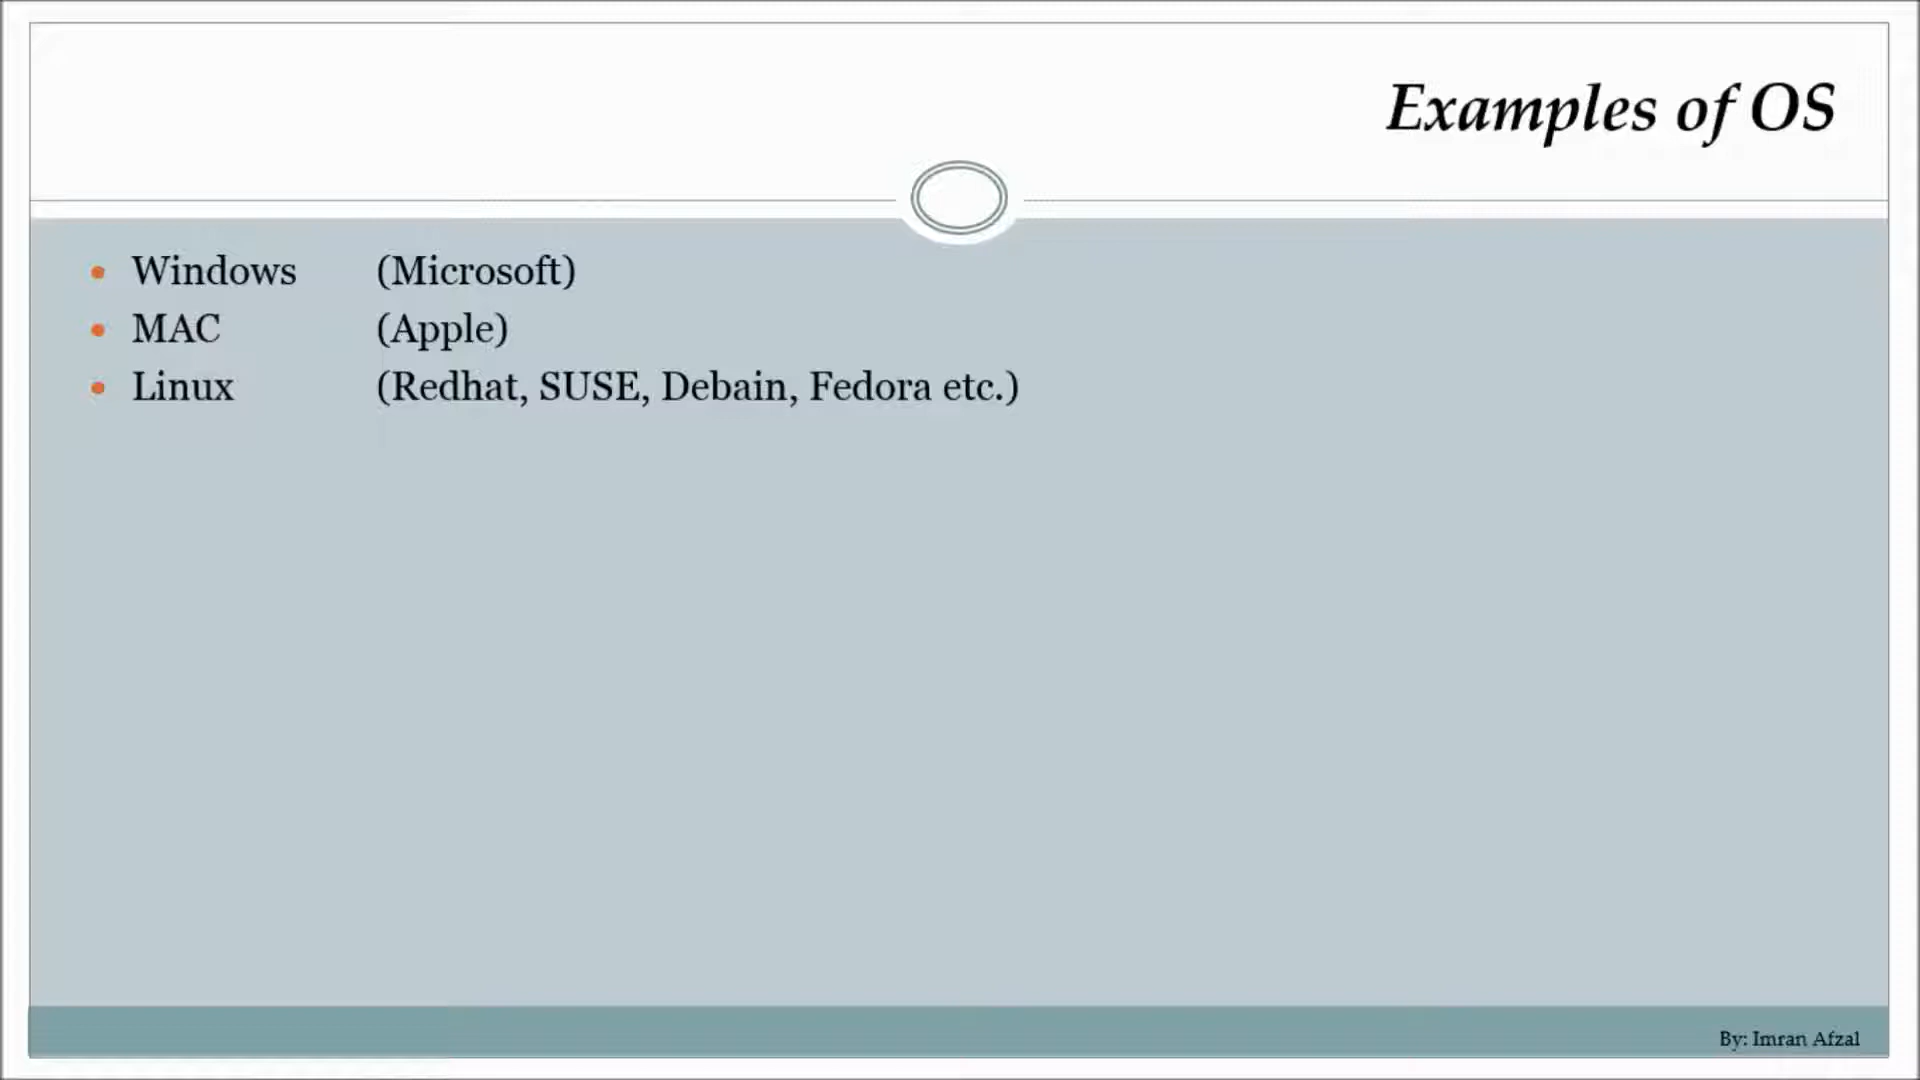 Examples of OS
• Windows (Microsoft)
• MAC (Apple)
• Linux (Redhat, SUSE, Debain, Fedora etc.)
By: Imran Afzal